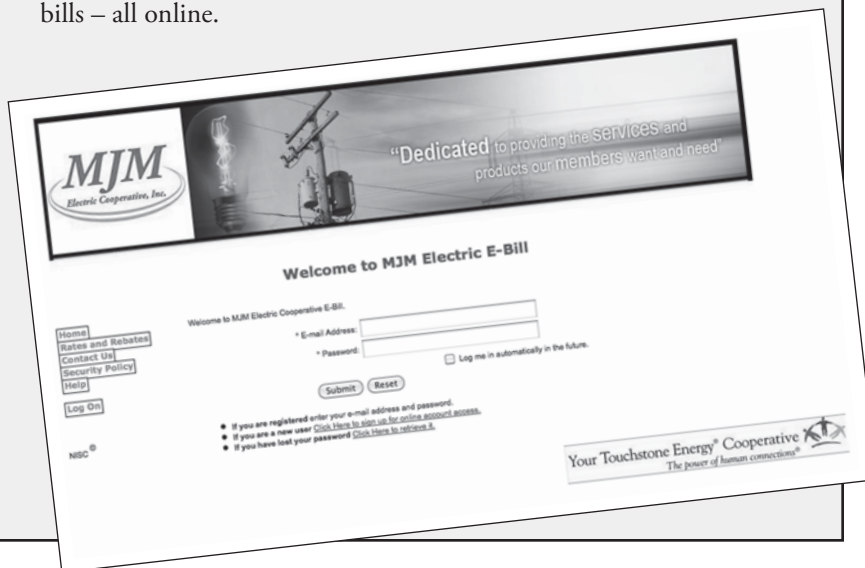 bills – all online.
MJM
Electric Cooperative, Inc.
“Dedicated to providing the services and
products our members want and need”
Welcome to MJM Electric E-Bill
Welcome to MJM Electric Cooperative E-Bill.
* E-mail Address:
* Password:
Log me in automatically in the future.
Submit Reset
Home
Rates and Rebates
Contact Us
Security Policy
Help
Log On
NISC ©
• If you are registered enter your e-mail address and password.
• If you are a new user Click Here to sign up for online account access.
• If you have lost your password Click Here to retrieve it.
Your Touchstone Energy® Cooperative
The power of human connections®